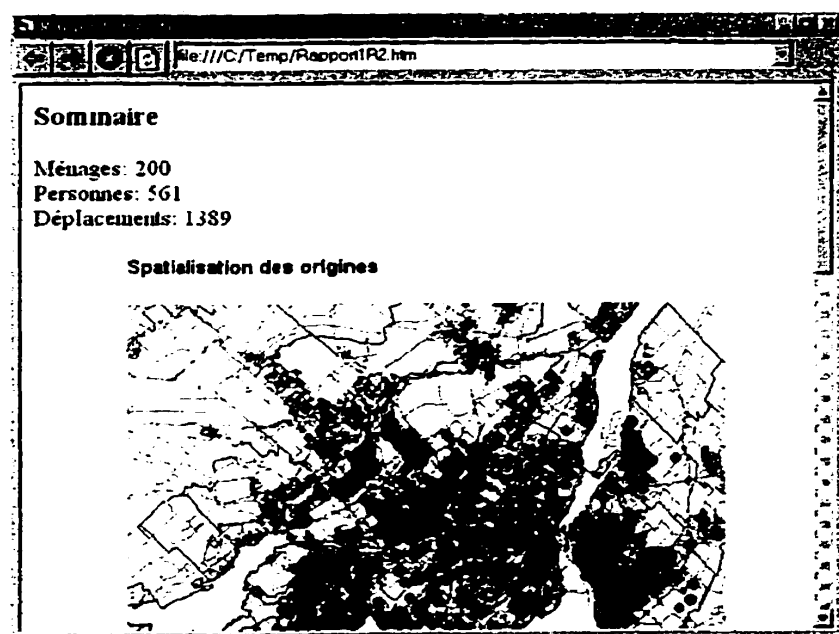 file:///C:/Temp/Rapport1R2.htm
Sommaire
Ménages: 200
Personnes: 561
Déplacements: 1389
Spatialisation des origines